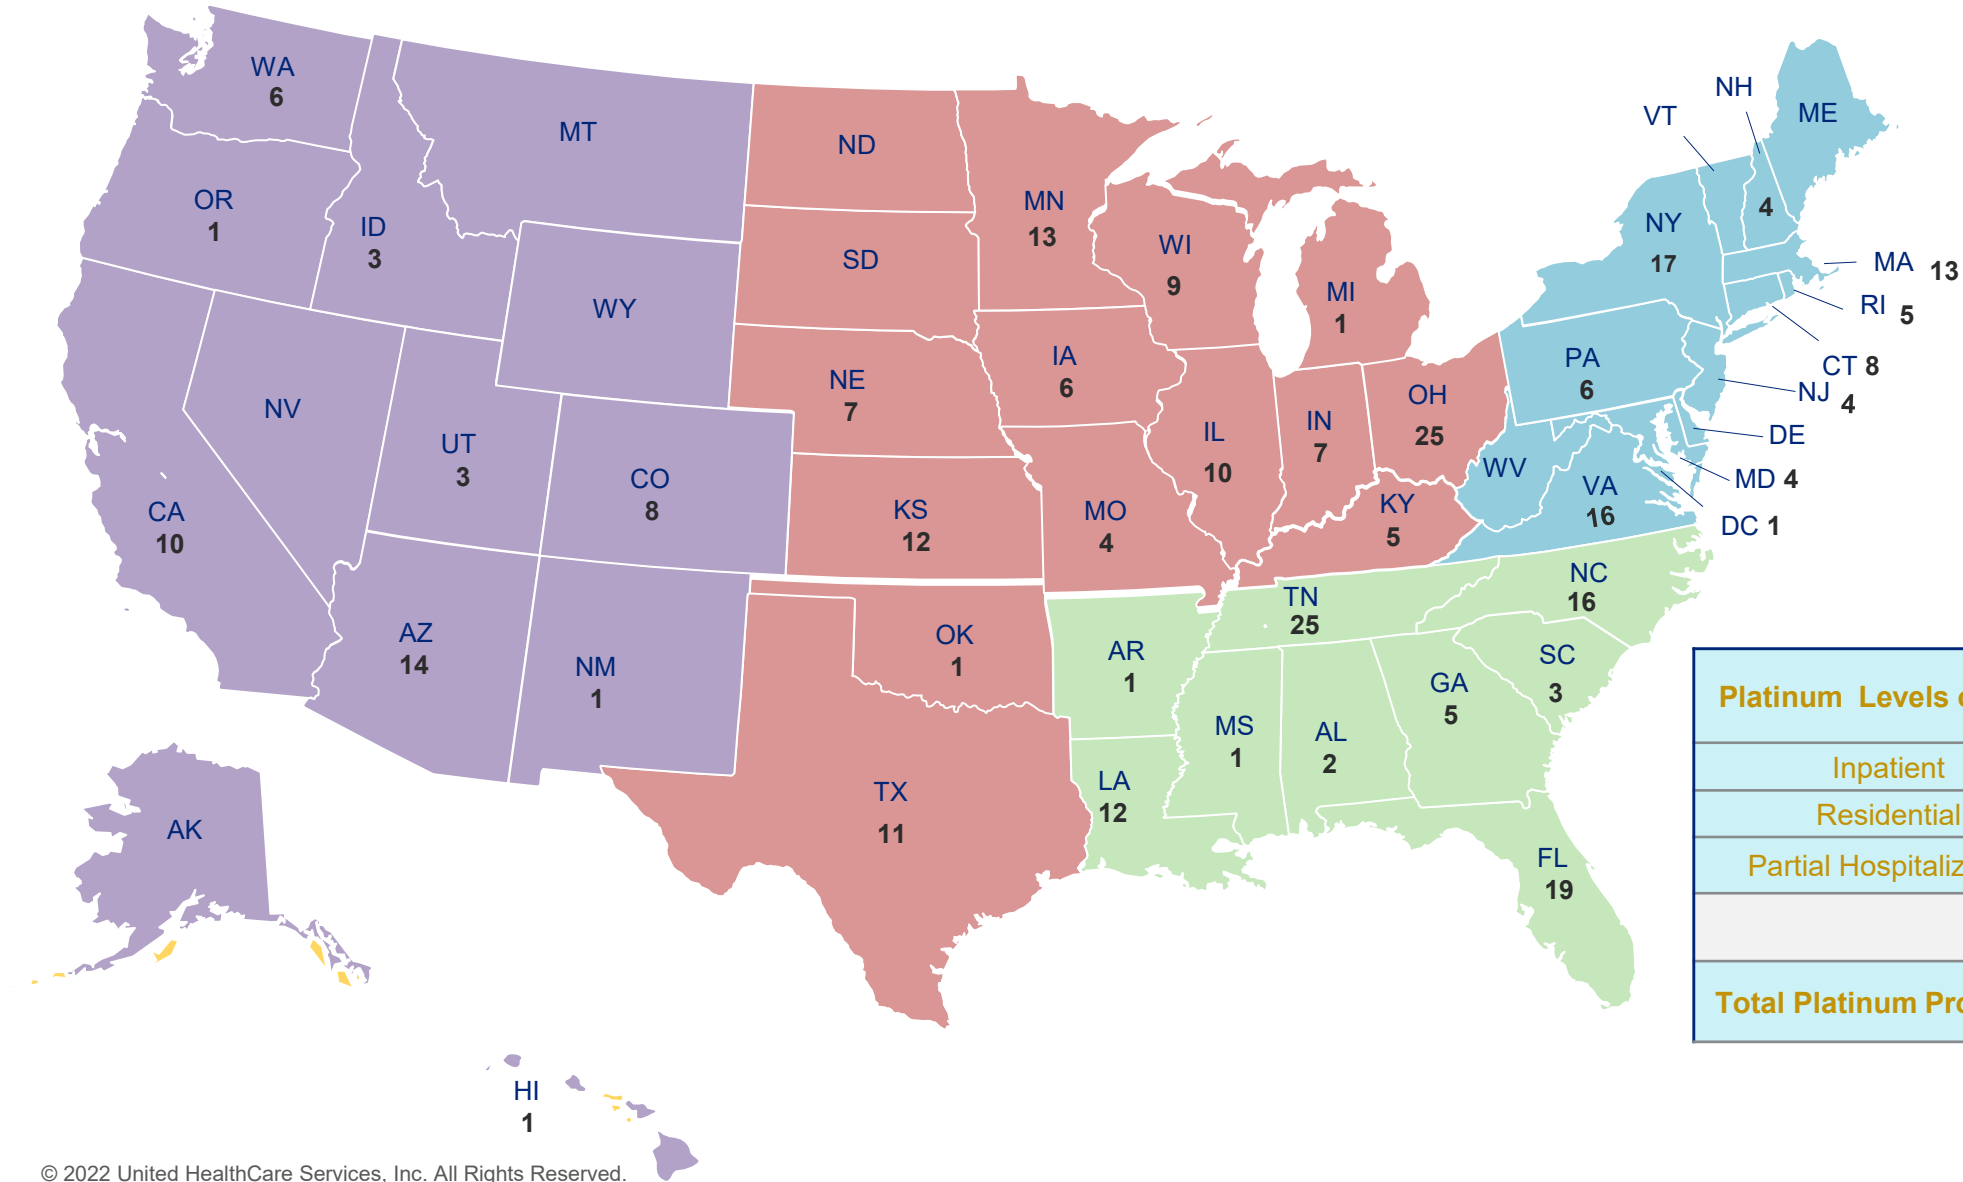 WA
6
MT
ND
OR
1
ID
3
MN
13
WI
9
MI
1
SD
WY
NE
7
IA
6
NV
UT
3
CO
8
IL
10
IN
7
OH
25
CA
10
KS
12
MO
4
KY
5
AZ
14
NM
1
OK
1
TX
11
AK
HI
1
NH
VT
ME
4
NY
17
MA 13
RI 5
CT 8
NJ 4
PA
6
DE
MD 4
DC 1
WV
VA
16
NC
16
TN
25
SC
3
AR
1
GA
5
MS
1
AL
2
LA
12
FL
19
Platinum Levels
Inpatient
Residential
Partial
Total Platinum
© 2022 United HealthCare Services, Inc. All Rights Reserved.